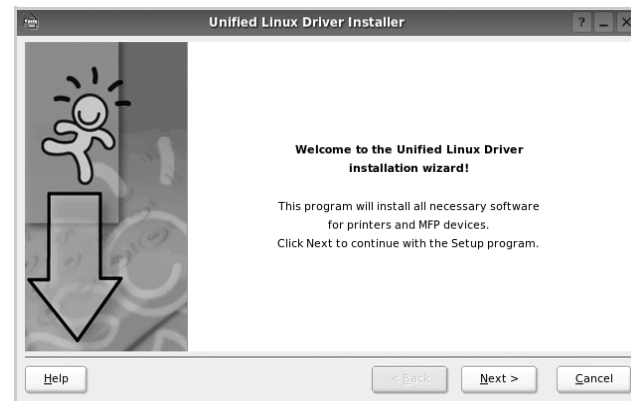 Unified Linux Driver Installer
Welcome to the Unified Linux Driver
installation wizard!
This program will install all necessary software
for printers and MFP devices.
Click Next to continue with the Setup program.
Help
< Back
Next >
Cancel